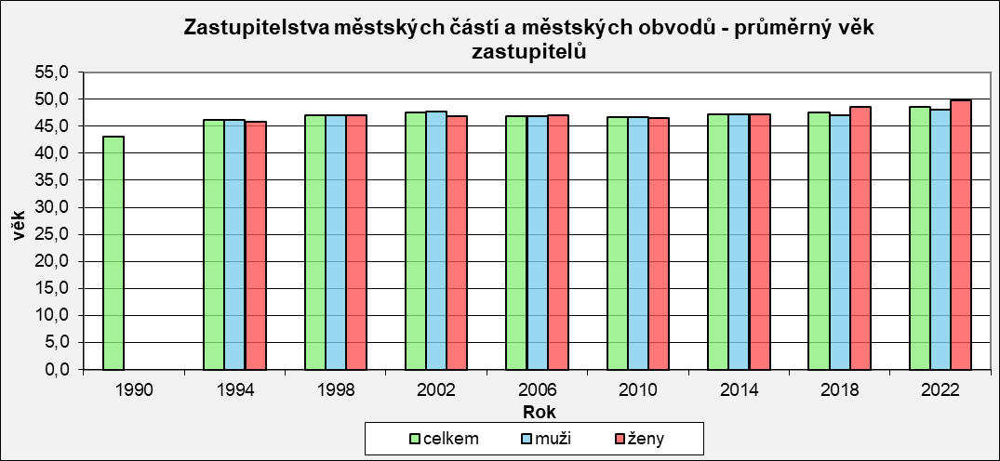 Zastupitelstva městských částí a městských obvodů - průměrný věk
zastupitelů
55,0
50,0
45,0
40,0
35,0
30,0
25,0
20,0
15,0
10,0
5,0
0,0
věk
1990 1994 1998 2002 2006 2010 2014 2018 2022
Rok
celkem muži ženy